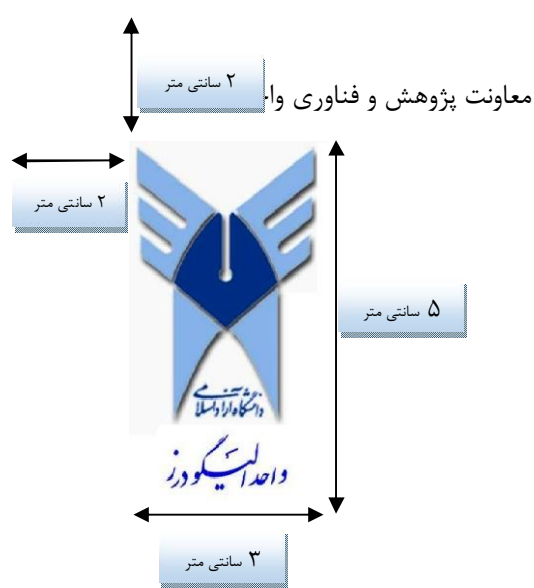 ۲ سانتی متر
معاونت پژوهش و فناوری وا
۲ سانتی متر
۵ سانتی متر
دانشگاه آزاد اسلامی
واحد الیگودرز
۳ سانتی متر